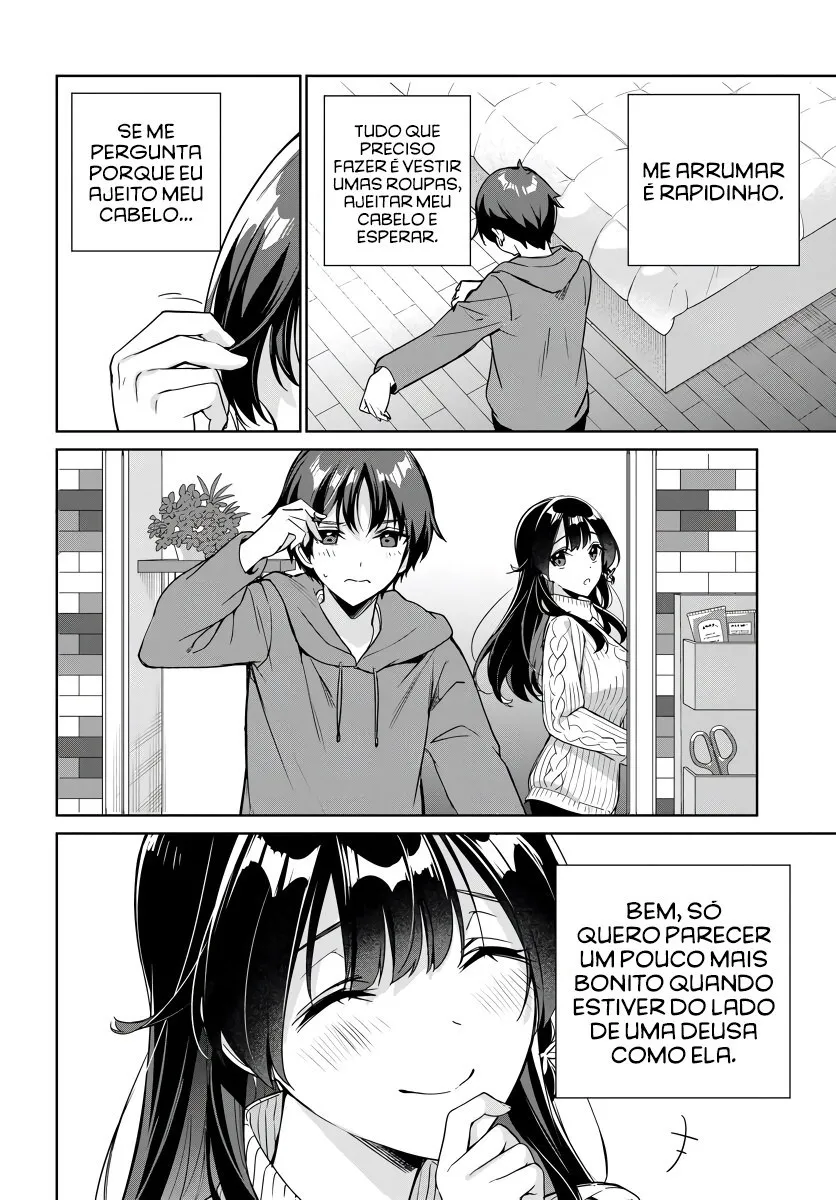 ME ARRUMAR
É RAPIDINHO.
TUDO QUE
PRECISO
FAZER É VESTIR
UMAS ROUPAS,
AJEITAR MEU
CABELO E
ESPERAR.
SE ME
PERGUNTA
PORQUE EU
AJEITO MEU
CABELO...
BEM, SÓ
QUERO PARECER
UM POUCO MAIS
BONITO QUANDO
ESTIVER DO LADO
DE UMA DEUSA
COMO ELA.